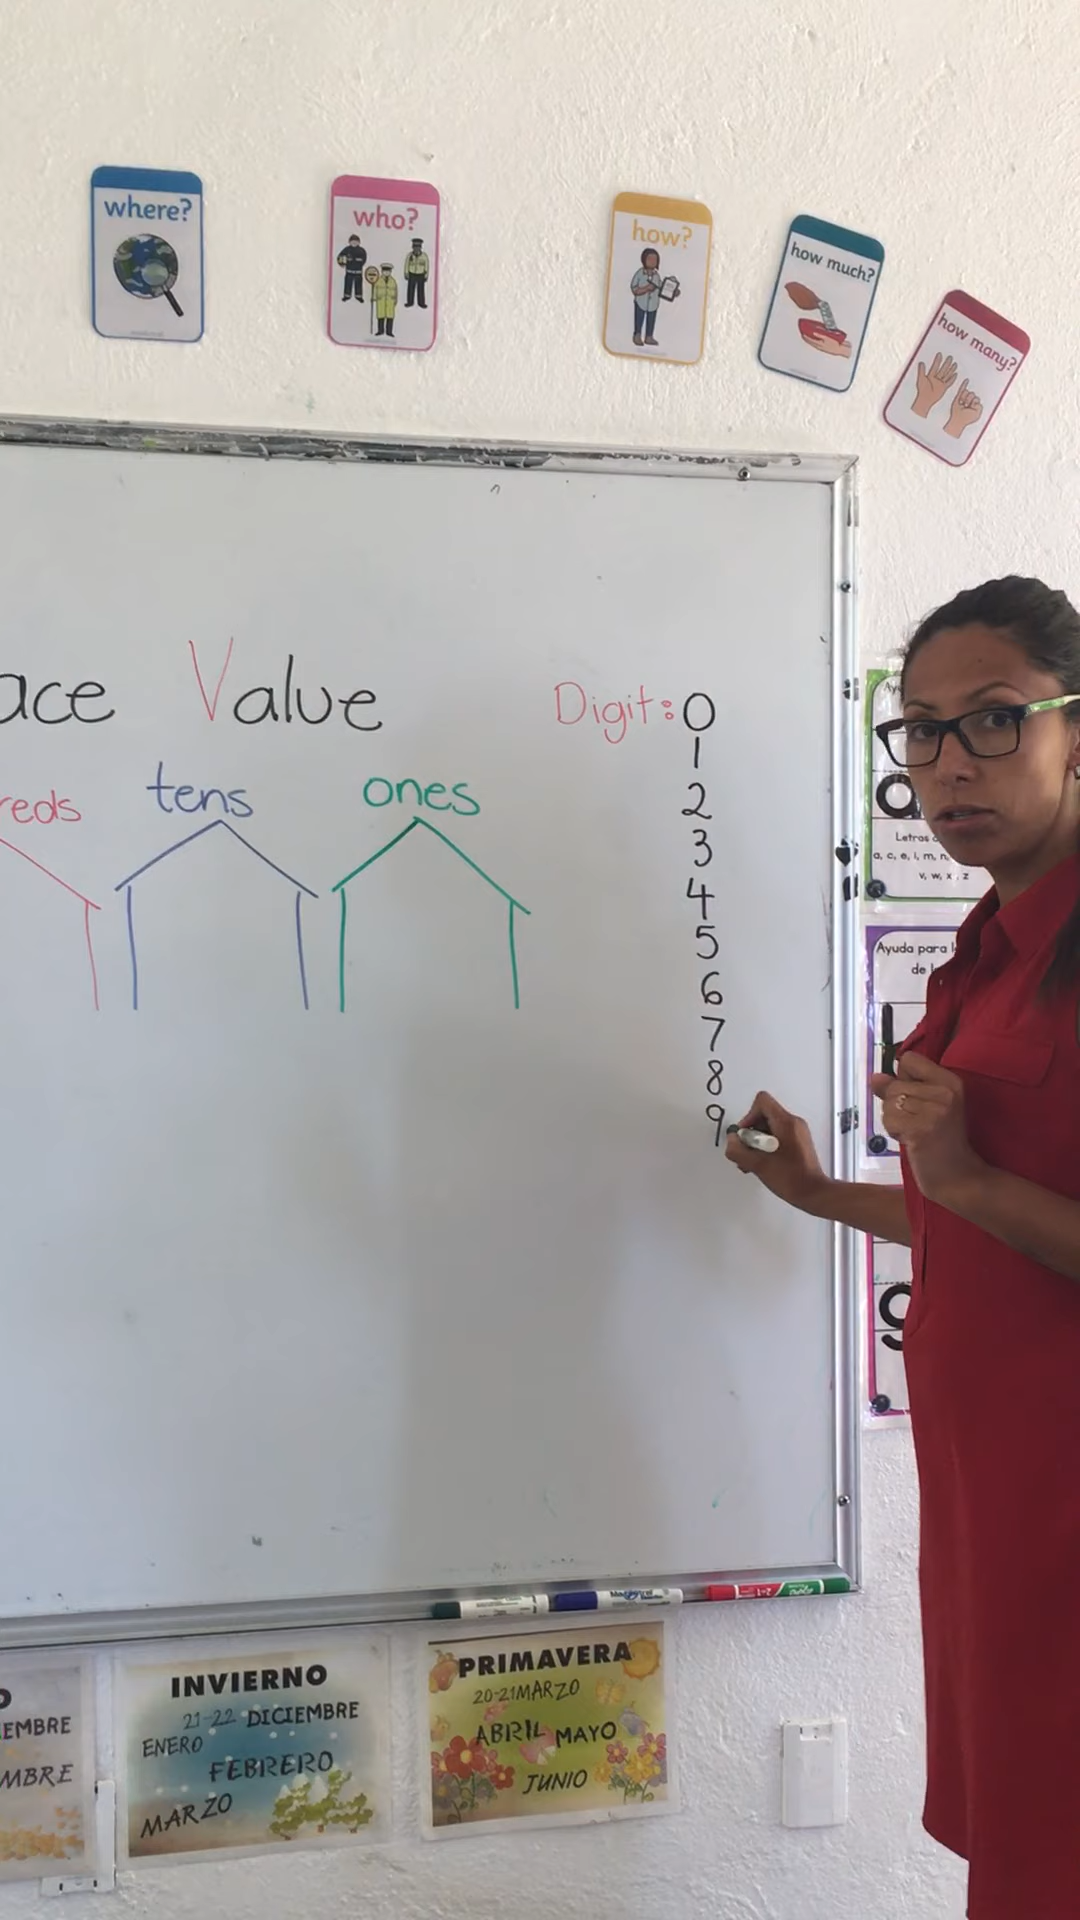 where?
who?
how?
how much?
how many?
ace Value
Digit: 0
1
2
3
4
5
6
7
8
9
reds
tens
ones
Letras
a, c, e, i, m, n,
v, w, x, z
Ayuda para l
de l
INVIERNO
21-22 DICIEMBRE
ENERO
FEBRERO
MARZO
PRIMAVERA
20-21 MARZO
ABRIL MAYO
JUNIO
O
EMBRE
MBRE